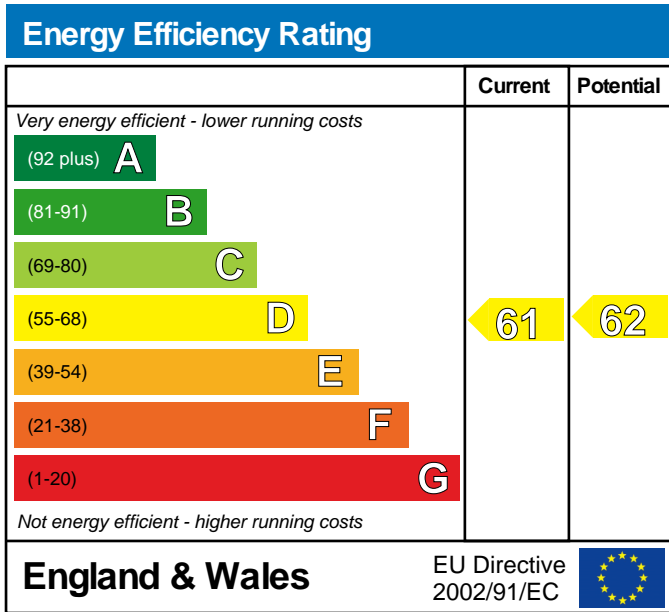 Energy Efficiency Rating
Current Potential
Very energy efficient - lower running costs
(92 plus) A
(81-91) B
(69-80) C
(55-68) D
61 62
(39-54) E
(21-38) F
(1-20) G
Not energy efficient - higher running costs
England & Wales
EU Directive
2002/91/EC